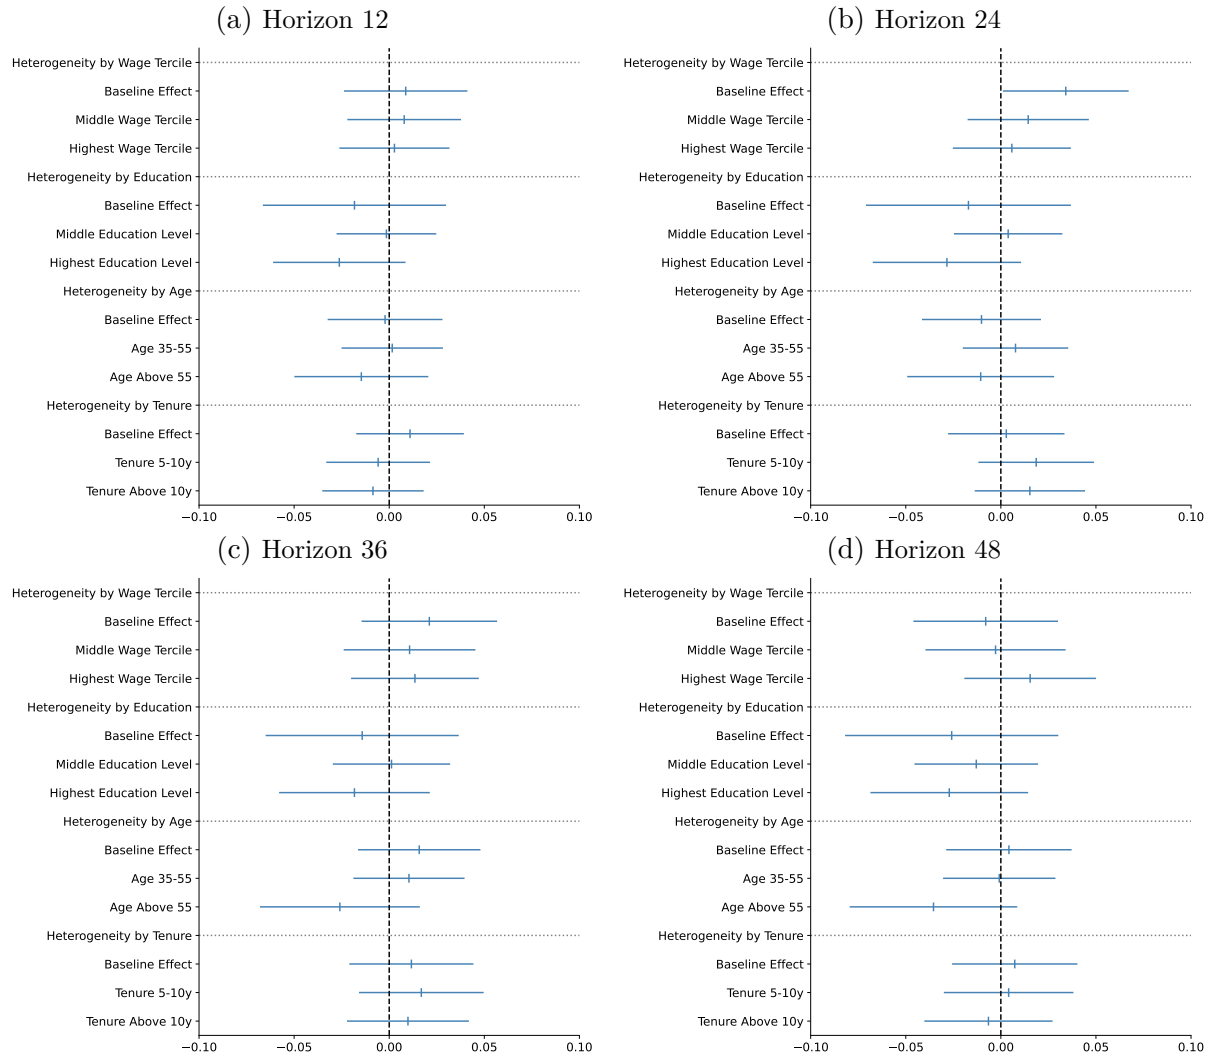 (a) Horizon 12
Heterogeneity by Wage Tercile
Baseline Effect
Middle Wage Tercile
Highest Wage Tercile
Heterogeneity by Education
Baseline Effect
Middle Education Level
Highest Education Level
Heterogeneity by Age
Baseline Effect
Age 35-55
Age Above 55
Heterogeneity by Tenure
Baseline Effect
Tenure 5-10y
Tenure Above 10y
−0.10 −0.05 0.00 0.05 0.10
(b) Horizon 24
Heterogeneity by Wage Tercile
Baseline Effect
Middle Wage Tercile
Highest Wage Tercile
Heterogeneity by Education
Baseline Effect
Middle Education Level
Highest Education Level
Heterogeneity by Age
Baseline Effect
Age 35-55
Age Above 55
Heterogeneity by Tenure
Baseline Effect
Tenure 5-10y
Tenure Above 10y
−0.10 −0.05 0.00 0.05 0.10
(c) Horizon 36
Heterogeneity by Wage Tercile
Baseline Effect
Middle Wage Tercile
Highest Wage Tercile
Heterogeneity by Education
Baseline Effect
Middle Education Level
Highest Education Level
Heterogeneity by Age
Baseline Effect
Age 35-55
Age Above 55
Heterogeneity by Tenure
Baseline Effect
Tenure 5-10y
Tenure Above 10y
−0.10 −0.05 0.00 0.05 0.10
(d) Horizon 48
Heterogeneity by Wage Tercile
Baseline Effect
Middle Wage Tercile
Highest Wage Tercile
Heterogeneity by Education
Baseline Effect
Middle Education Level
Highest Education Level
Heterogeneity by Age
Baseline Effect
Age 35-55
Age Above 55
Heterogeneity by Tenure
Baseline Effect
Tenure 5-10y
Tenure Above 10y
−0.10 −0.05 0.00 0.05 0.10